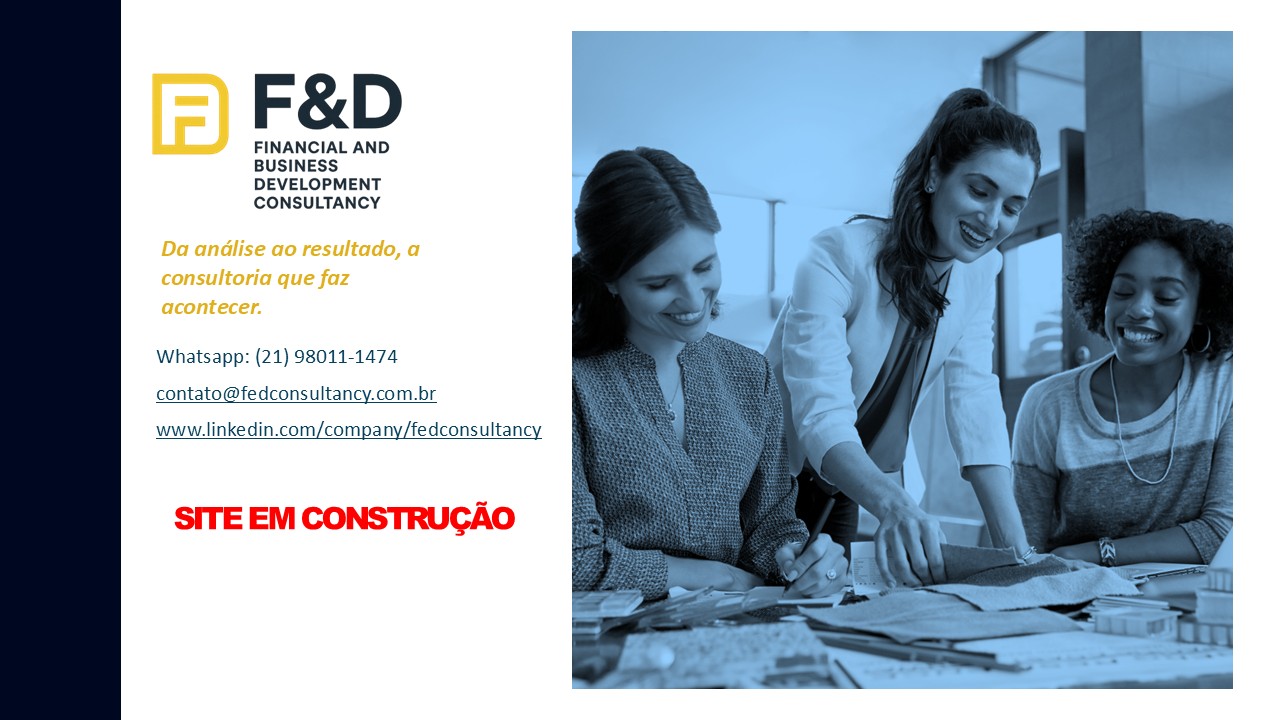 F&D
FINANCIAL AND
BUSINESS
DEVELOPMENT
CONSULTANCY
Da análise ao resultado, a
consultoria que faz
acontecer.
Whatsapp: (21) 98011-1474
contato@fedconsultancy.com.br
www.linkedin.com/company/fedconsultancy
SITE EM CONSTRUÇÃO